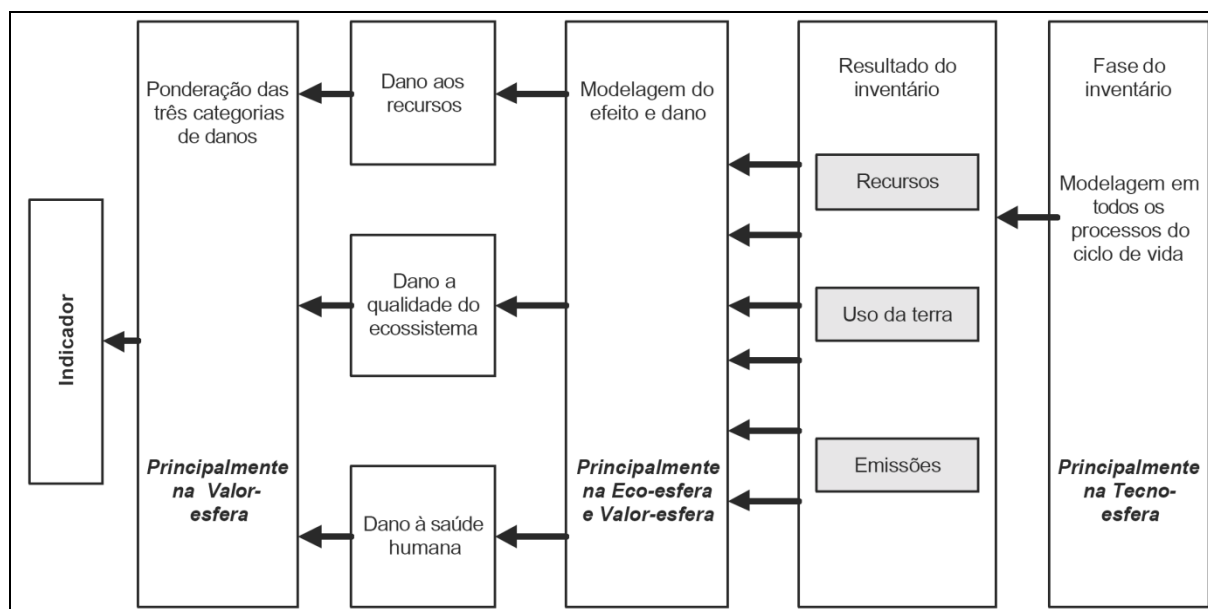 Indicador
Ponderação das
três categorias
de danos
Principalmente
na Valor-
esfera
Dano aos
recursos
Dano a
qualidade do
ecossistema
Dano à saúde
humana
Modelagem do
efeito e dano
Principalmente
na Eco-esfera
e Valor-esfera
Resultado do
inventário
Recursos
Uso da terra
Emissões
Fase do
inventário
Modelagem em
todos os
processos do
ciclo de vida
Principalmente
na Tecno-
esfera